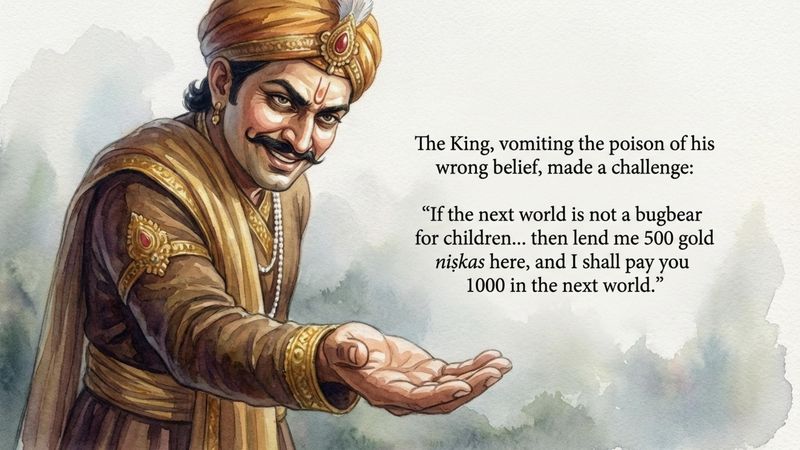 The King, vomiting the poison of his
wrong belief, made a challenge:
“If the next world is not a bugbear
for children... then lend me 500 gold
niṣkas here, and I shall pay you
1000 in the next world.”